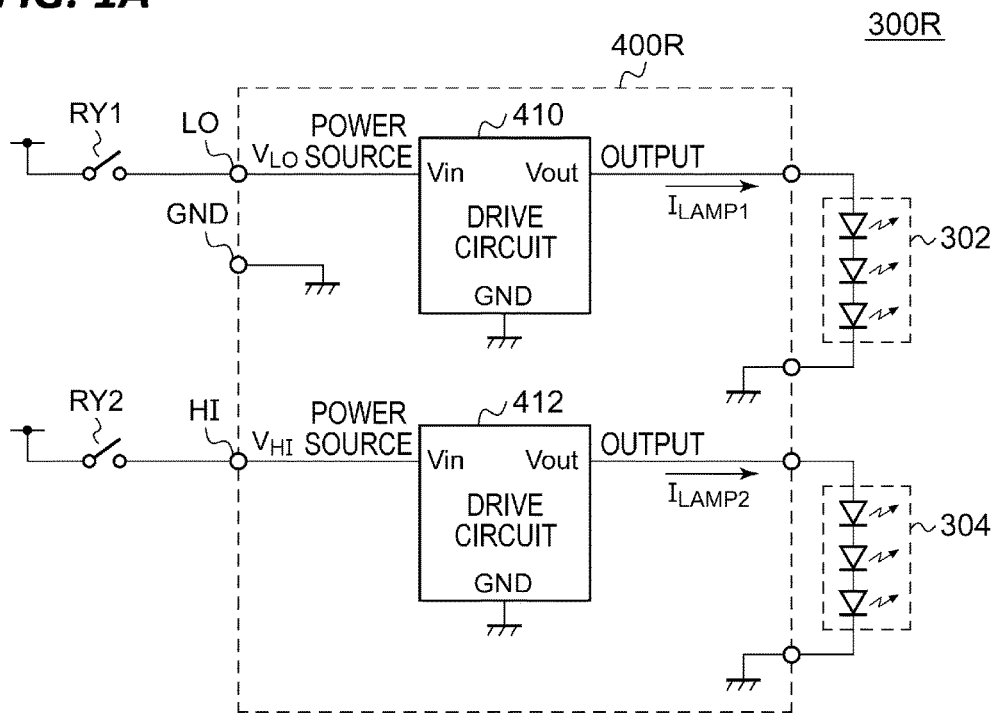 FIG. 1A
300R
400R
RY1
LO
VLO
POWER
SOURCE
410
Vin
Vout
DRIVE
CIRCUIT
GND
OUTPUT
ILAMP1
302
GND
RY2
HI
VHI
POWER
SOURCE
412
Vin
Vout
DRIVE
CIRCUIT
GND
OUTPUT
ILAMP2
304